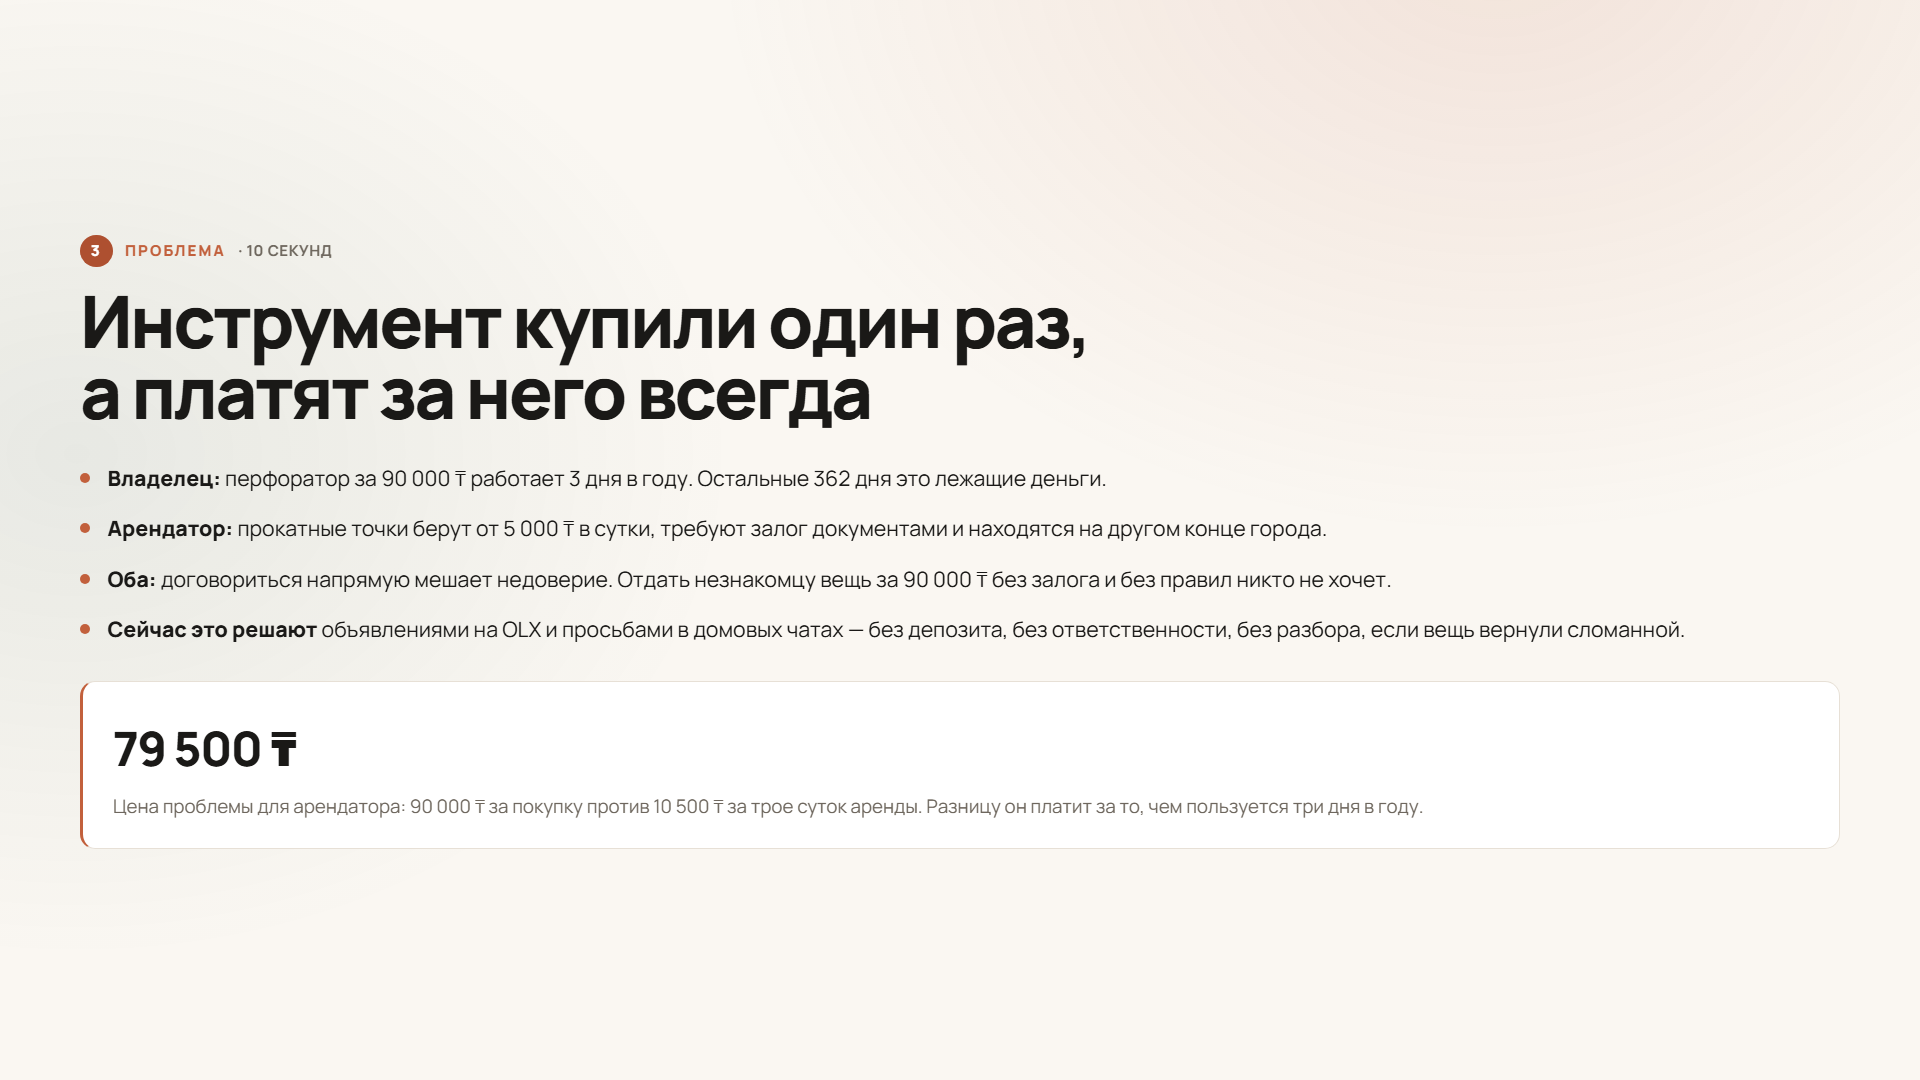 3 ПРОБЛЕМА · 10 СЕКУНД
Инструмент купили один раз,
а платят за него всегда
Владелец: перфоратор за 90 000 ₸ работает 3 дня в году. Остальные 362 дня это лежащие деньги.
Арендатор: прокатные точки берут от 5 000 ₸ в сутки, требуют залог документами и находятся на другом конце города.
Оба: договориться напрямую мешает недоверие. Отдать незнакомцу вещь за 90 000 ₸ без залога и без правил никто не хочет.
Сейчас это решают объявлениями на OLX и просьбами в домовых чатах — без депозита, без ответственности, без разбора, если вещь вернули сломанной.
79 500 ₸
Цена проблемы для арендатора: 90 000 ₸ за покупку против 10 500 ₸ за трое суток аренды. Разницу он платит за то, чем пользуется три дня в году.